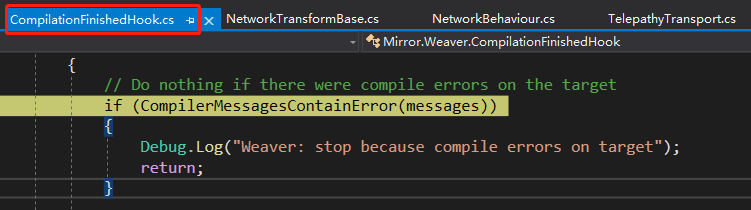 CompilationFinishedHook.cs NetworkTransformBase.cs NetworkBehaviour.cs TelepathyTransport.cs
Mirror.Weaver.CompilationFinishedHook
{
// Do nothing if there were compile errors on the target
if (CompilerMessagesContainError(messages))
{
Debug.Log("Weaver: stop because compile errors on target");
return;
}